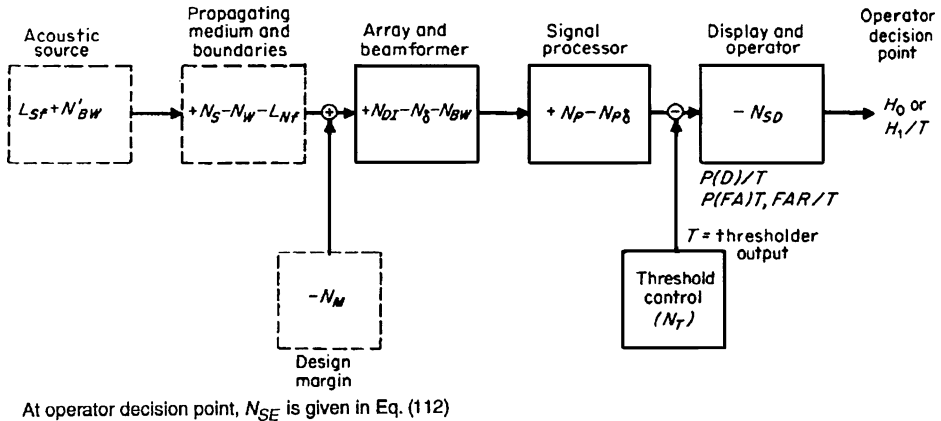 Acoustic
source
L_Sf + N'_BW
Propagating
medium and
boundaries
+N_S – N_W – L_Nf
+
Array and
beamformer
+N_DI – N_δ – N_BW
Signal
processor
+ N_P – N_Pδ
–
Display and
operator
– N_SD
Operator
decision
point
H_0 or
H_1/T
P(D)/T
P(FA)T, FAR/T
T = thresholder
output
Threshold
control
(N_T)
– N_M
Design
margin
At operator decision point, N_SE is given in Eq. (112)